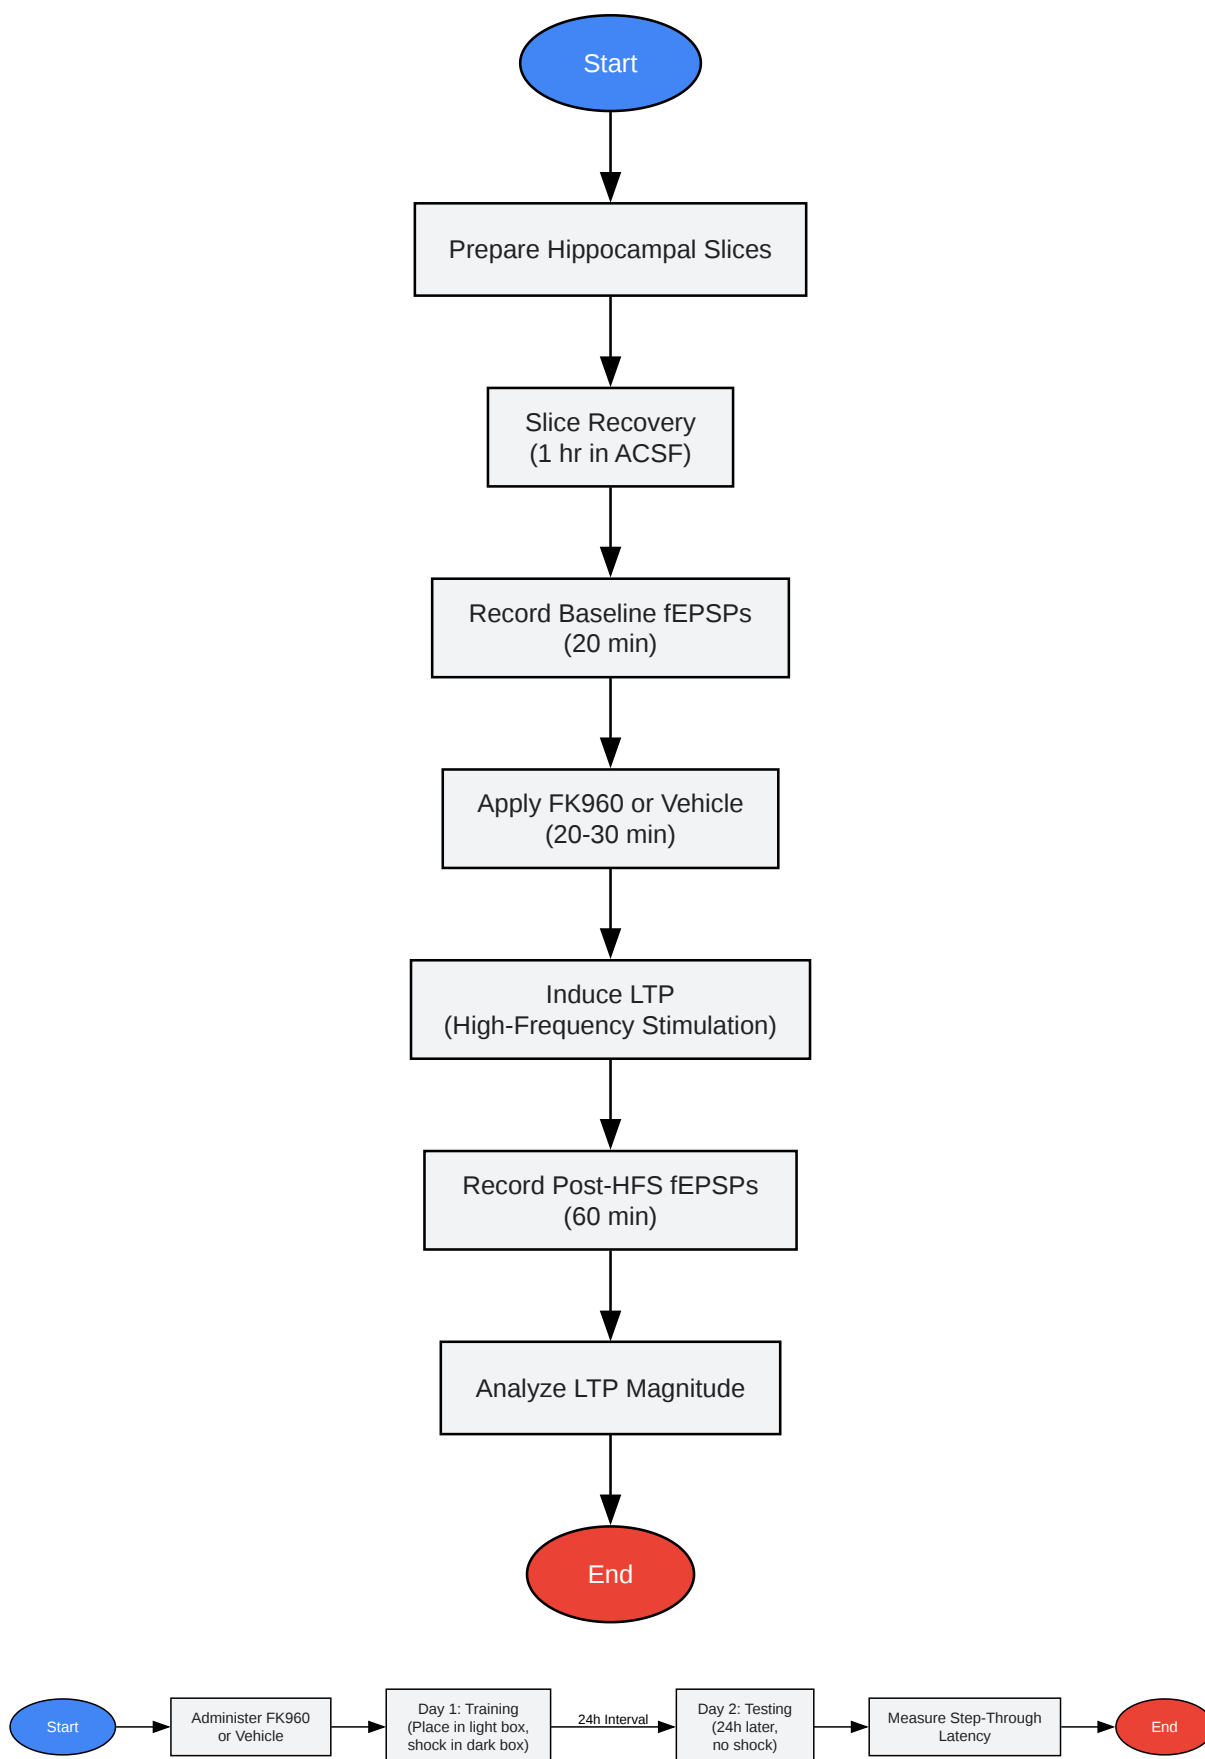 Start
Prepare Hippocampal Slices
Slice Recovery
(1 hr in ACSF)
Record Baseline fEPSPs
(20 min)
Apply FK960 or Vehicle
(20-30 min)
Induce LTP
(High-Frequency Stimulation)
Record Post-HFS fEPSPs
(60 min)
Analyze LTP Magnitude
End
Start
Administer FK960
or Vehicle
Day 1: Training
(Place in light box,
shock in dark box)
24h Interval
Day 2: Testing
(24h later,
no shock)
Measure Step-Through
Latency
End